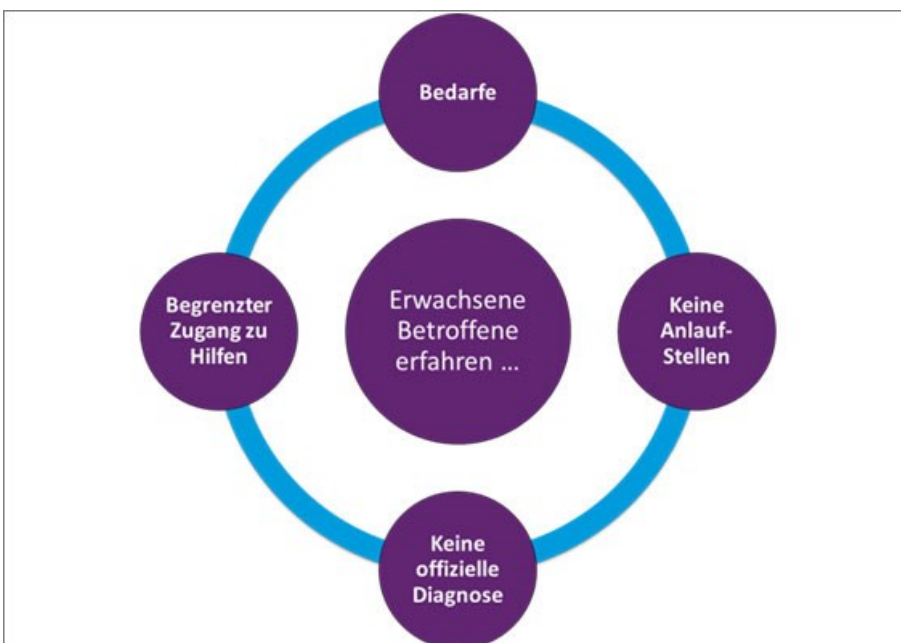 Bedarfe
Begrenzter
Zugang zu
Hilfen
Erwachsene
Betroffene
erfahren ...
Keine
Anlauf-
Stellen
Keine
offizielle
Diagnose